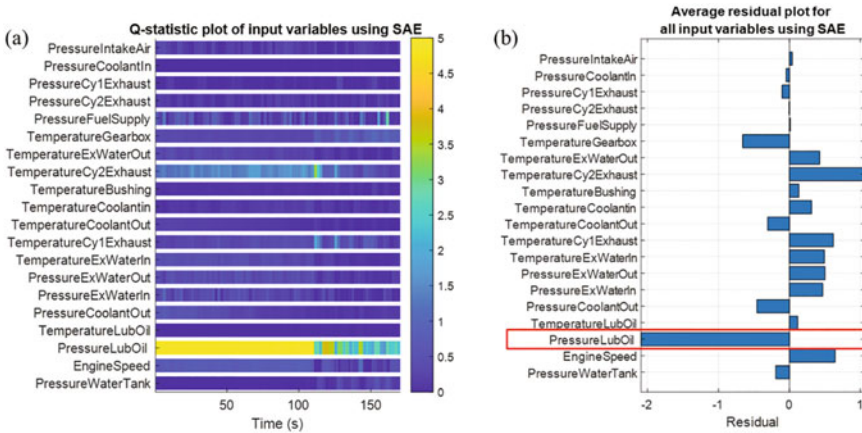 (a)
Q-statistic plot of input variables using SAE
PressureIntakeAir
PressureCoolantIn
PressureCy1Exhaust
PressureCy2Exhaust
PressureFuelSupply
TemperatureGearbox
TemperatureExWaterOut
TemperatureCy2Exhaust
TemperatureBushing
TemperatureCoolantin
TemperatureCoolantOut
TemperatureCy1Exhaust
TemperatureExWaterIn
PressureExWaterOut
PressureExWaterIn
PressureCoolantOut
TemperatureLubOil
PressureLubOil
EngineSpeed
PressureWaterTank
50 100 150
Time (s)
5
4.5
4
3.5
3
2.5
2
1.5
1
0.5
0
(b)
Average residual plot for
all input variables using SAE
PressureIntakeAir
PressureCoolantIn
PressureCy1Exhaust
PressureCy2Exhaust
PressureFuelSupply
TemperatureGearbox
TemperatureExWaterOut
TemperatureCy2Exhaust
TemperatureBushing
TemperatureCoolantin
TemperatureCoolantOut
TemperatureCy1Exhaust
TemperatureExWaterIn
PressureExWaterOut
PressureExWaterIn
PressureCoolantOut
TemperatureLubOil
PressureLubOil
EngineSpeed
PressureWaterTank
-2 -1 0 1
Residual